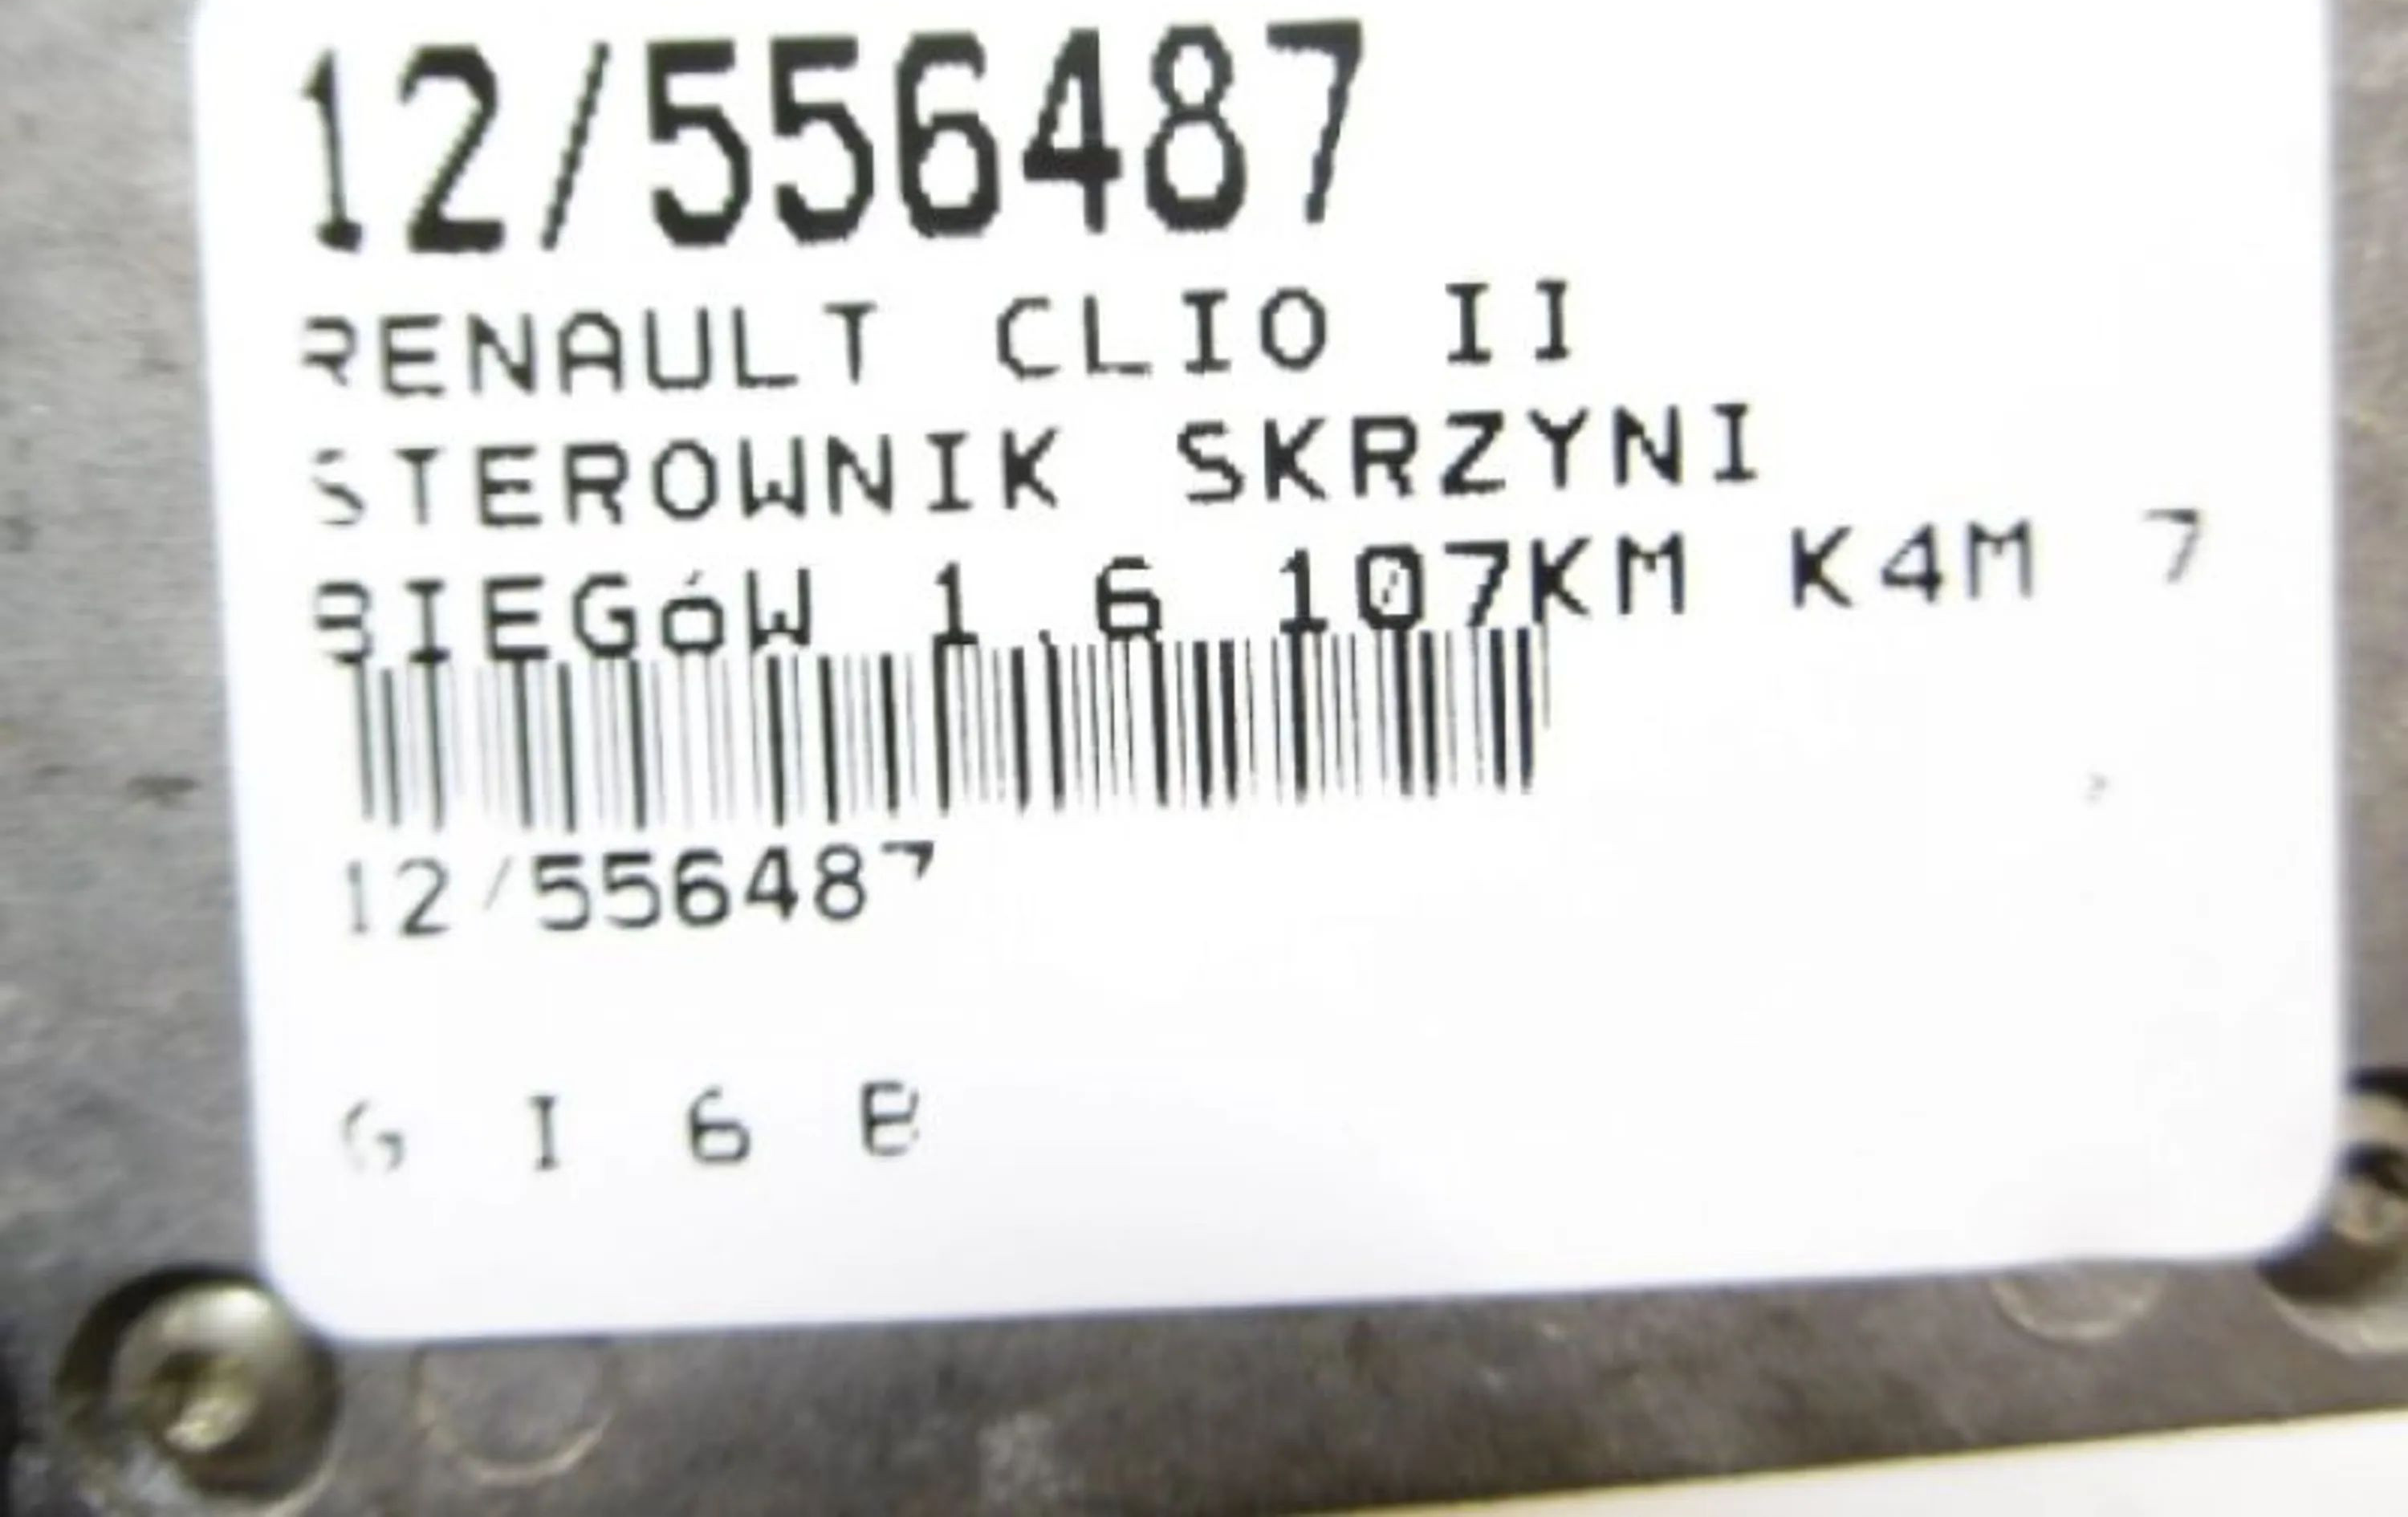 12/556487
RENAULT CLIO II
STEROWNIK SKRZYNI
BIEGóW 1.6 107KM K4M 7
12/556487
G I 6 B